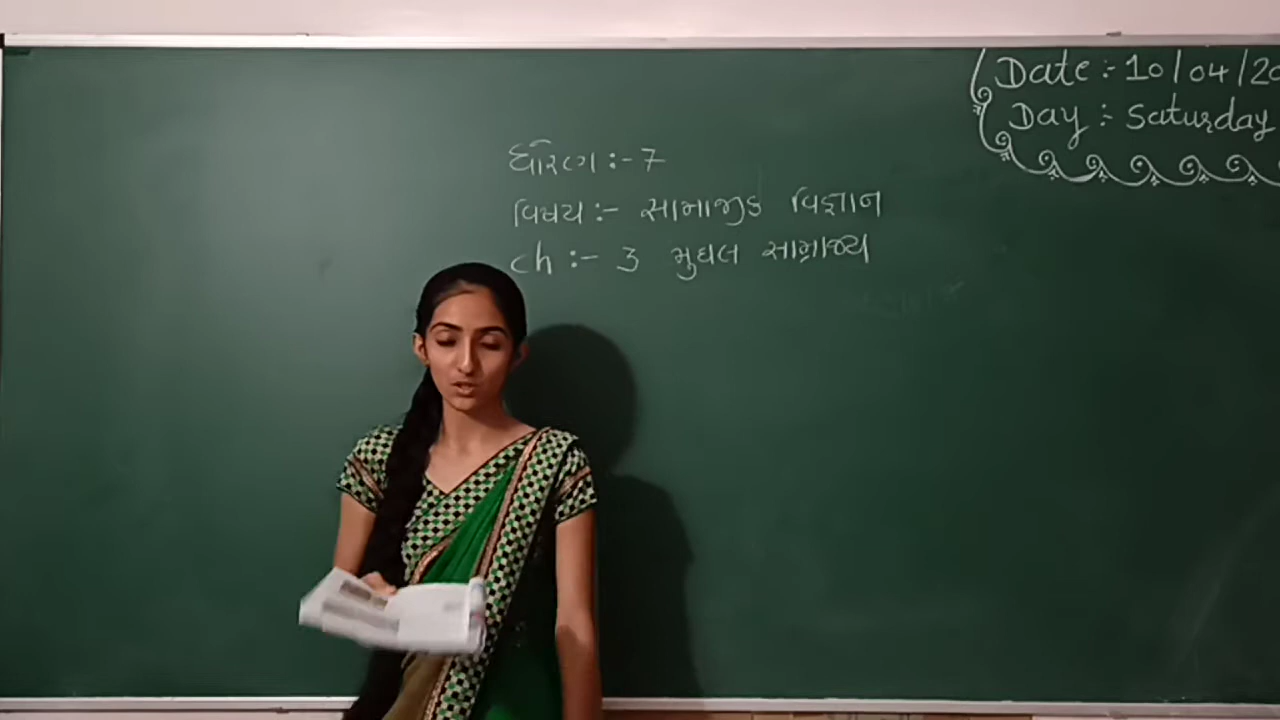 Date :- 10/04/20
Day :- Saturday
ધોરણ :- 7
વિષય :- સામાજીક વિજ્ઞાન
ch :- 3 મુઘલ સામ્રાજ્ય